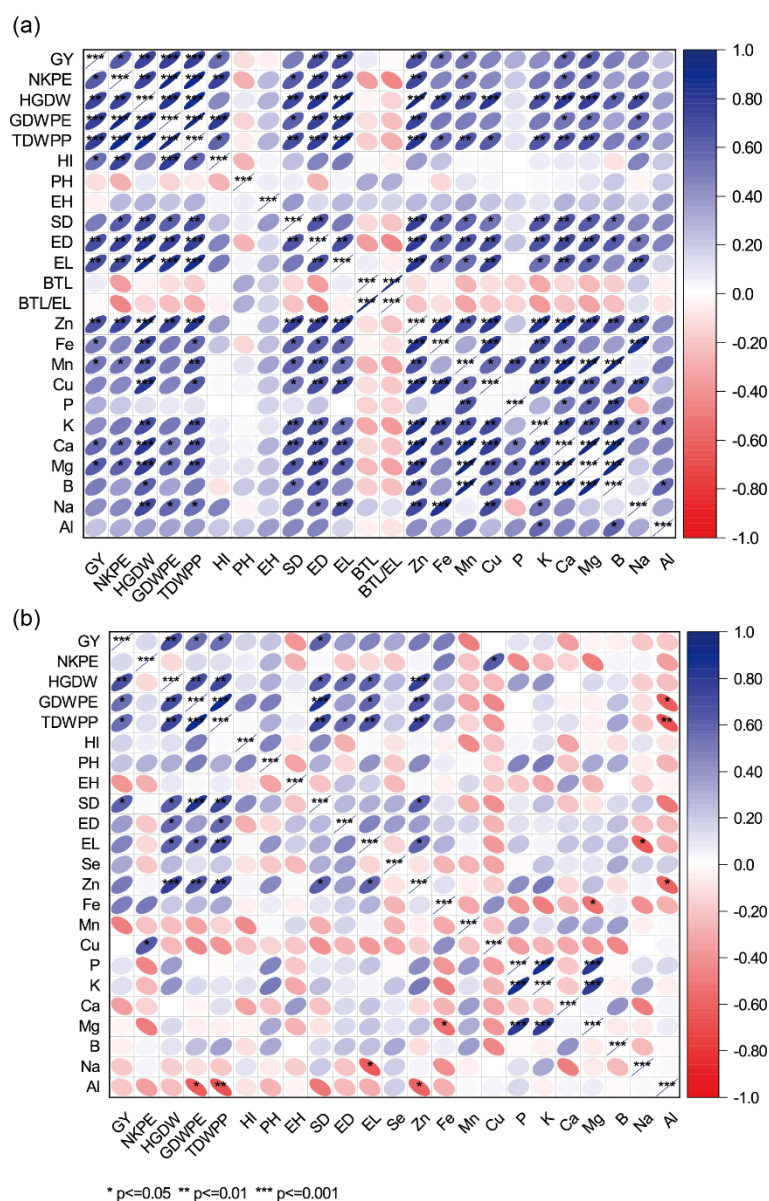 (a)
GY
NKPE
HGDW
GDWPE
TDWPP
HI
PH
EH
SD
ED
EL
BTL
BTL/EL
Zn
Fe
Mn
Cu
P
K
Ca
Mg
B
Na
Al
GY NKPE HGDW GDWPE TDWPP HI PH EH SD ED EL BTL BTL/EL Zn Fe Mn Cu P K Ca Mg B Na Al
1.0
0.80
0.60
0.40
0.20
0.0
-0.20
-0.40
-0.60
-0.80
-1.0
(b)
GY
NKPE
HGDW
GDWPE
TDWPP
HI
PH
EH
SD
ED
EL
Se
Zn
Fe
Mn
Cu
P
K
Ca
Mg
B
Na
Al
GY NKPE HGDW GDWPE TDWPP HI PH EH SD ED EL Se Zn Fe Mn Cu P K Ca Mg B Na Al
1.0
0.80
0.60
0.40
0.20
0.0
-0.20
-0.40
-0.60
-0.80
-1.0
* p<=0.05 ** p<=0.01 *** p<=0.001